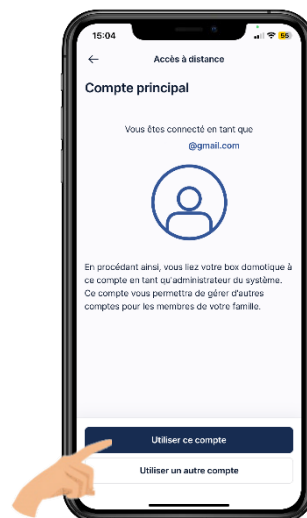 15:04
55
Accès à distance
Compte principal
Vous êtes connecté en tant que
@gmail.com
En procédant ainsi, vous liez votre box domotique à
ce compte en tant qu'administrateur du système.
Ce compte vous permettra de gérer d'autres
comptes pour les membres de votre famille.
Utiliser ce compte
Utiliser un autre compte